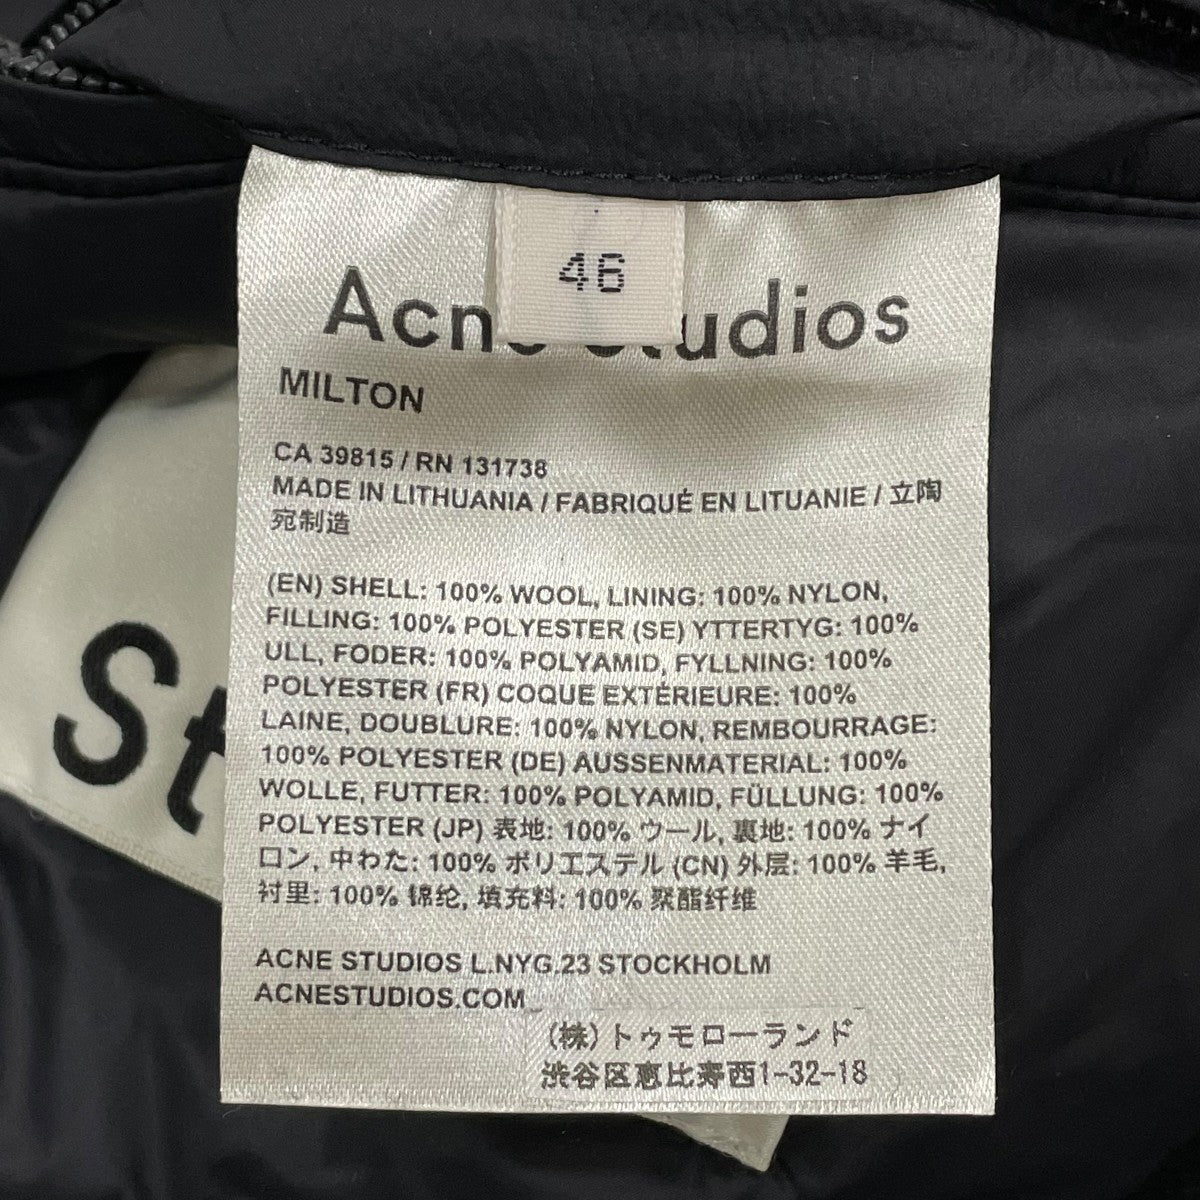 46
Acne Studios
MILTON
CA 39815 / RN 131738
MADE IN LITHUANIA / FABRIQUÉ EN LITUANIE / 立陶
宛制造
(EN) SHELL: 100% WOOL, LINING: 100% NYLON,
FILLING: 100% POLYESTER (SE) YTTERTYG: 100%
ULL, FODER: 100% POLYAMID, FYLLNING: 100%
POLYESTER (FR) COQUE EXTÉRIEURE: 100%
LAINE, DOUBLURE: 100% NYLON, REMBOURRAGE:
100% POLYESTER (DE) AUSSENMATERIAL: 100%
WOLLE, FUTTER: 100% POLYAMID, FÜLLUNG: 100%
POLYESTER (JP) 表地: 100% ウール, 裏地: 100% ナイ
ロン, 中わた: 100% ポリエステル (CN) 外层: 100% 羊毛,
衬里: 100% 锦纶, 填充料: 100% 聚酯纤维
ACNE STUDIOS L.NYG.23 STOCKHOLM
ACNESTUDIOS.COM
(株)トゥモローランド
渋谷区恵比寿西1-32-18
St